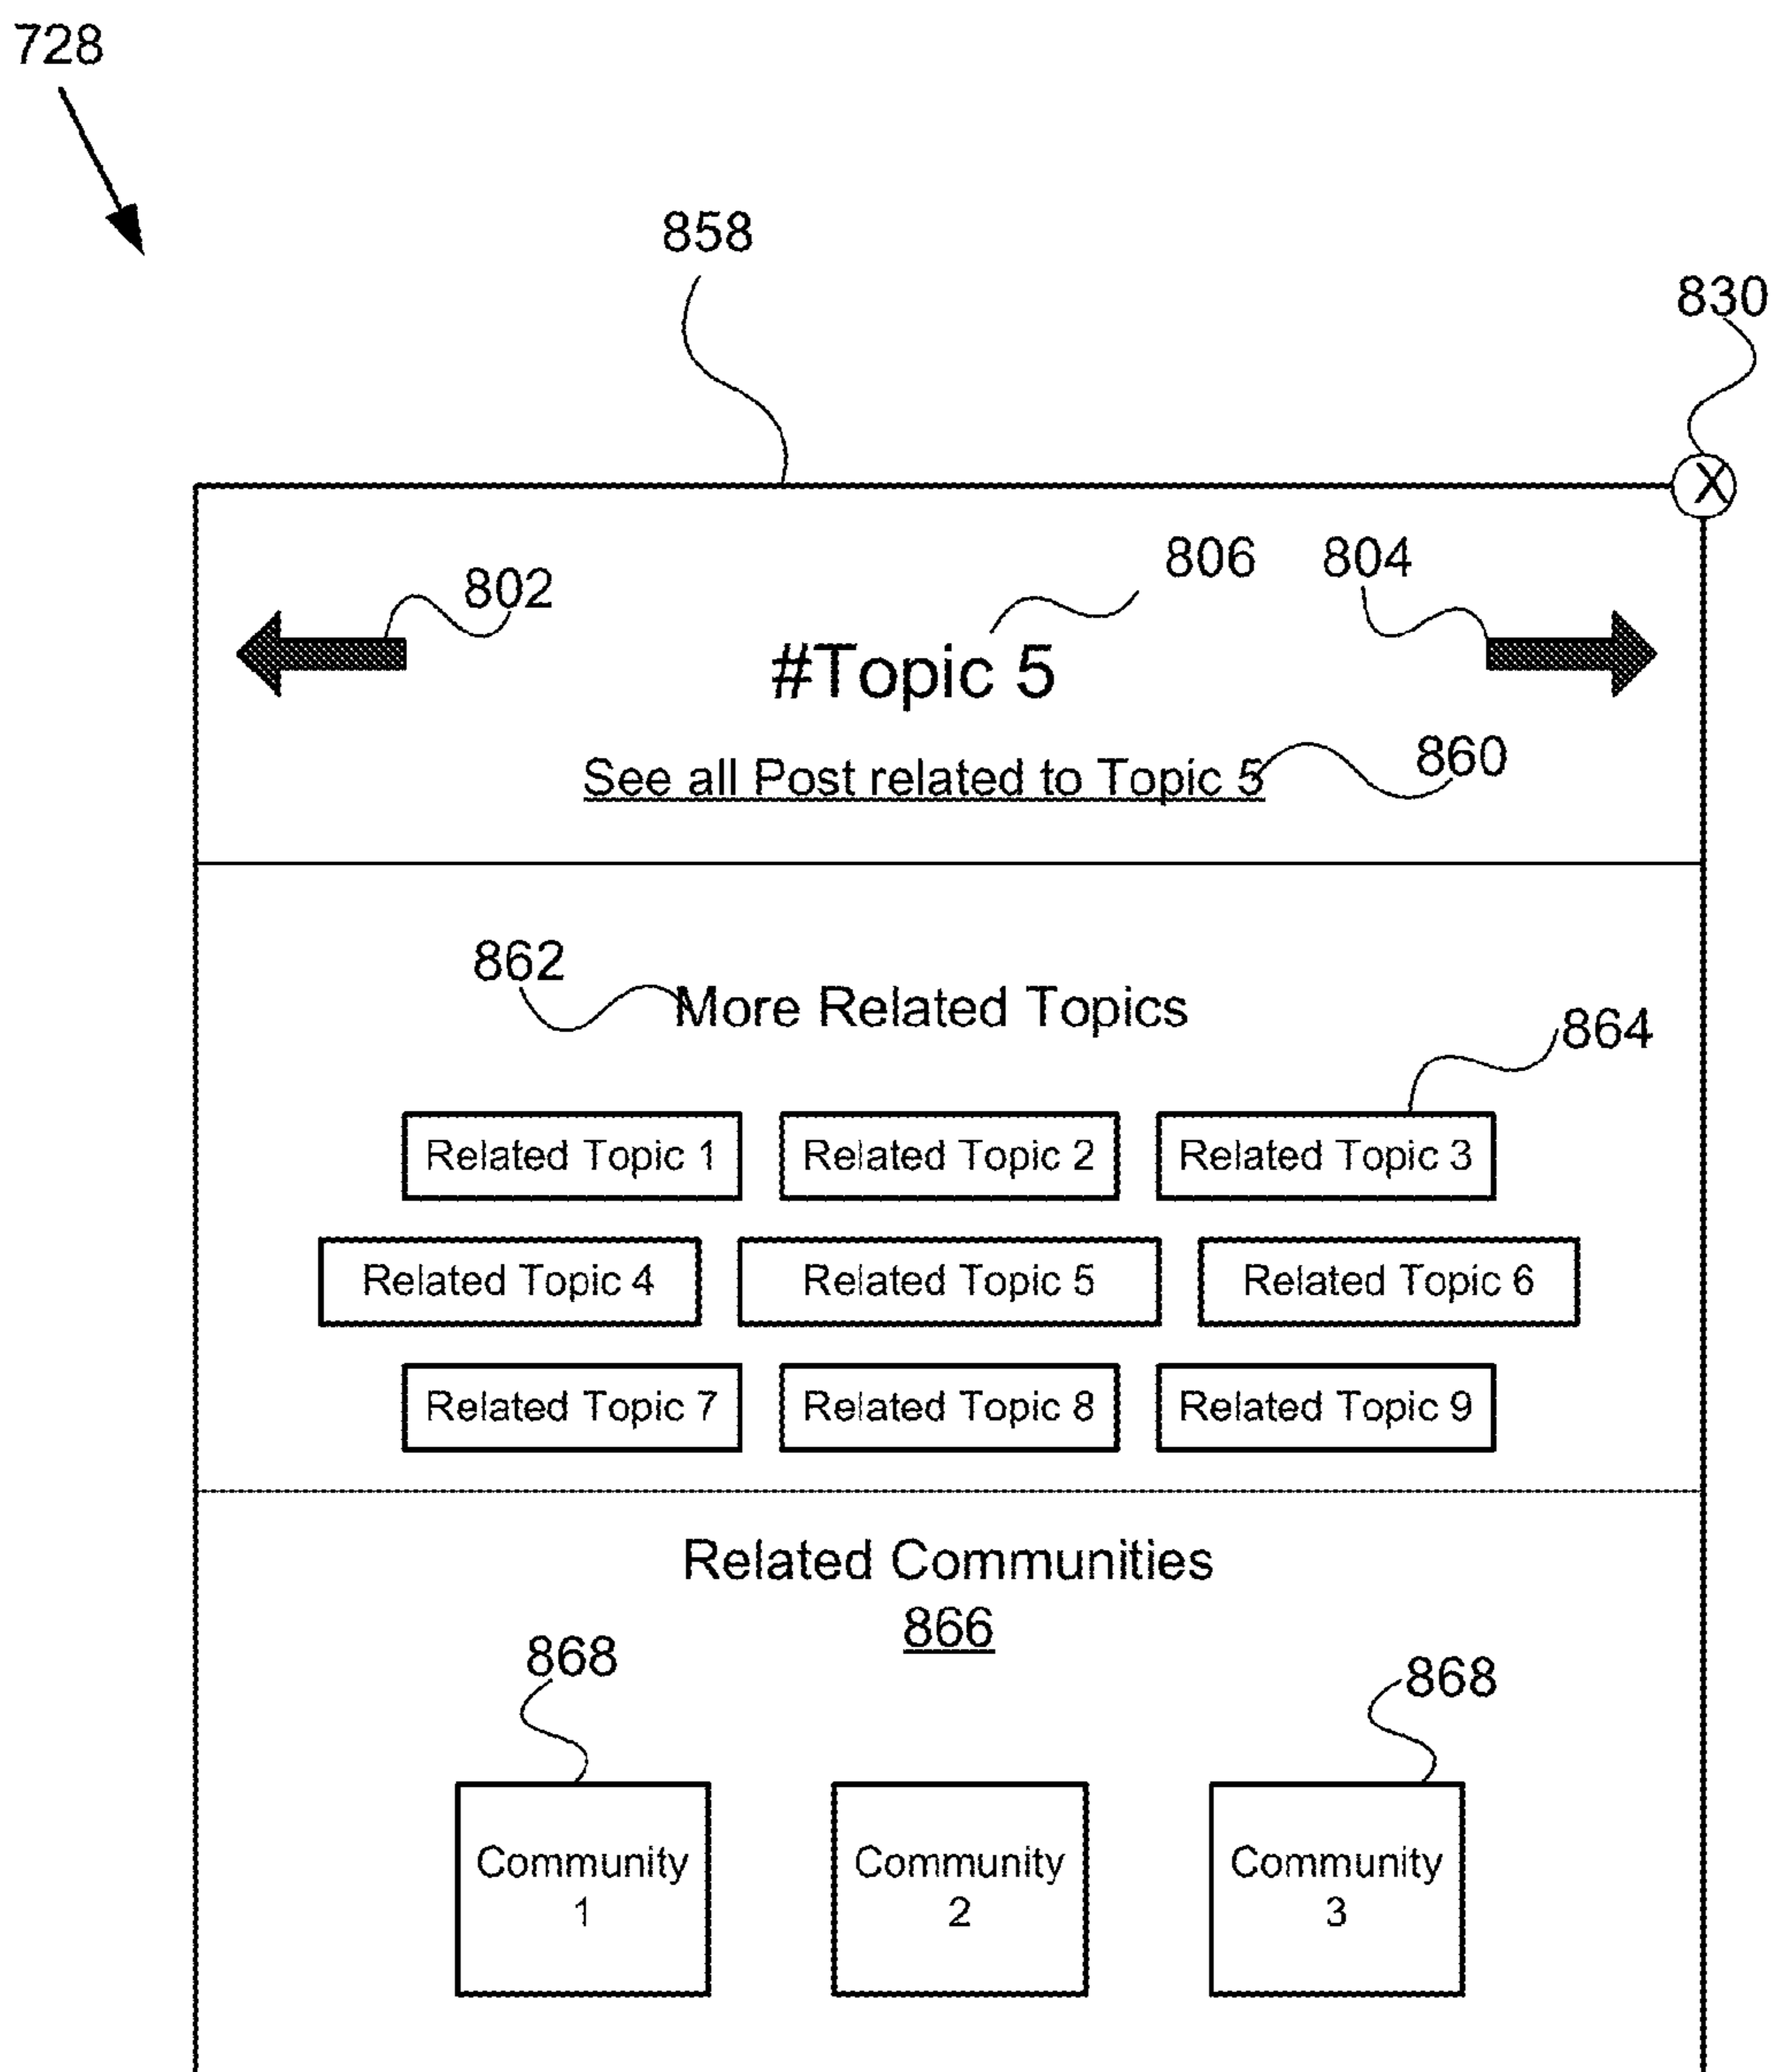 728
858
830
X
802
806
804
#Topic 5
See all Post related to Topic 5
860
862
More Related Topics
864
Related Topic 1
Related Topic 2
Related Topic 3
Related Topic 4
Related Topic 5
Related Topic 6
Related Topic 7
Related Topic 8
Related Topic 9
Related Communities
866
868
868
Community
1
Community
2
Community
3